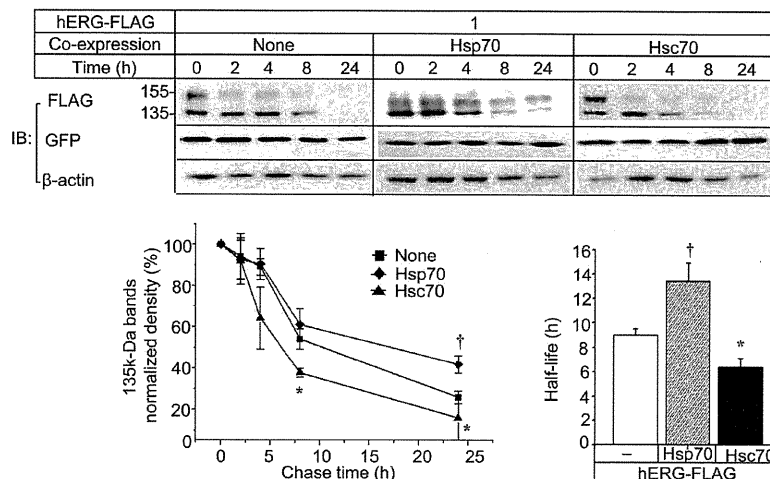 hERG-FLAG 1
Co-expression None Hsp70 Hsc70
Time (h) 0 2 4 8 24 0 2 4 8 24 0 2 4 8 24
155-
FLAG
135-
IB: GFP
β-actin
100
80
60
40
20
0
135k-Da bands
normalized density (%)
None
Hsp70
Hsc70
†
*
*
0 5 10 15 20 25
Chase time (h)
16
14
12
10
8
6
4
2
0
Half-life (h)
†
*
– Hsp70 Hsc70
hERG-FLAG